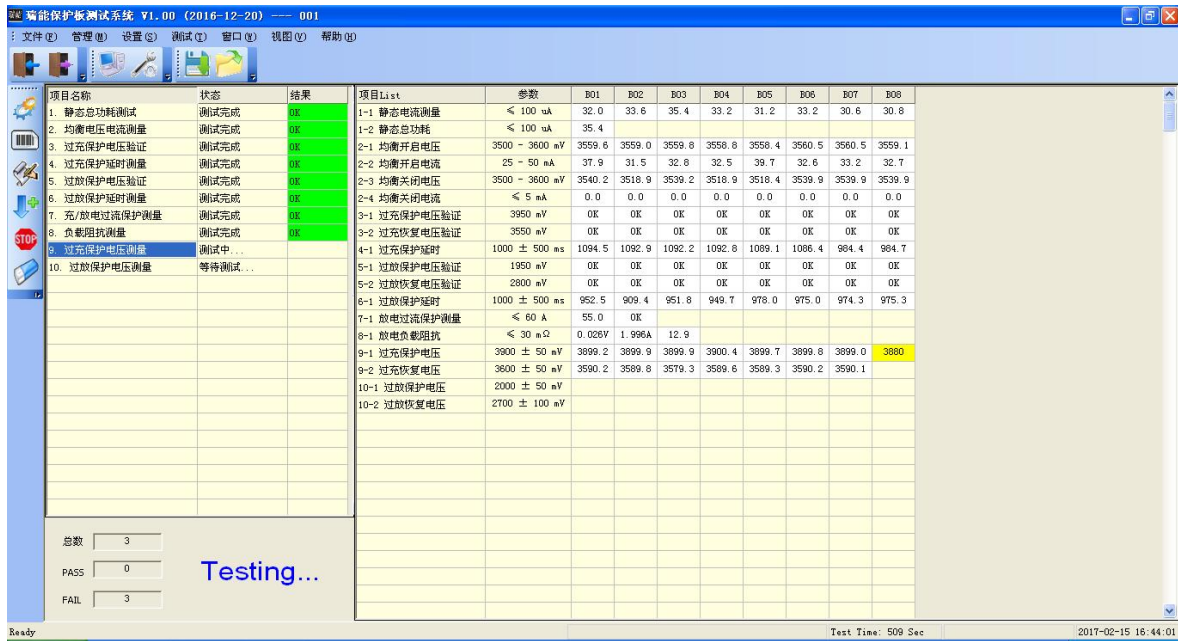 瑞能保护板测试系统 V1.00 (2016-12-20) --- 001
文件(F) 管理(M) 设置(S) 测试(T) 窗口(W) 视图(V) 帮助(H)
STOP
项目名称 状态 结果
1. 静态总功耗测试 测试完成 OK
2. 均衡电压电流测量 测试完成 OK
3. 过充保护电压验证 测试完成 OK
4. 过充保护延时测量 测试完成 OK
5. 过放保护电压验证 测试完成 OK
6. 过放保护延时测量 测试完成 OK
7. 充/放电过流保护测量 测试完成 OK
8. 负载阻抗测量 测试完成 OK
9. 过充保护电压测量 测试中...
10. 过放保护电压测量 等待测试...
项目List 参数 B01 B02 B03 B04 B05 B06 B07 B08
1-1 静态电流测量 ≤ 100 uA 32.0 33.6 35.4 33.2 31.2 33.2 30.6 30.8
1-2 静态总功耗 ≤ 100 uA 35.4
2-1 均衡开启电压 3500 - 3600 mV 3559.6 3559.0 3559.8 3558.8 3558.4 3560.5 3560.5 3559.1
2-2 均衡开启电流 25 - 50 mA 37.9 31.5 32.8 32.5 39.7 32.6 33.2 32.7
2-3 均衡关闭电压 3500 - 3600 mV 3540.2 3518.9 3539.2 3518.9 3518.4 3539.9 3539.9 3539.9
2-4 均衡关闭电流 ≤ 5 mA 0.0 0.0 0.0 0.0 0.0 0.0 0.0 0.0
3-1 过充保护电压验证 3950 mV OK OK OK OK OK OK OK OK
3-2 过充恢复电压验证 3550 mV OK OK OK OK OK OK OK OK
4-1 过充保护延时 1000 ± 500 ms 1094.5 1092.9 1092.2 1092.8 1089.1 1086.4 984.4 984.7
5-1 过放保护电压验证 1950 mV OK OK OK OK OK OK OK OK
5-2 过放恢复电压验证 2800 mV OK OK OK OK OK OK OK OK
6-1 过放保护延时 1000 ± 500 ms 952.5 909.4 951.8 949.7 978.0 975.0 974.3 975.3
7-1 放电过流保护测量 ≤ 60 A 55.0 OK
8-1 放电负载阻抗 ≤ 30 mΩ 0.026V 1.996A 12.9
9-1 过充保护电压 3900 ± 50 mV 3899.2 3899.9 3899.9 3900.4 3899.7 3899.8 3899.0 3880
9-2 过充恢复电压 3600 ± 50 mV 3590.2 3589.8 3579.3 3589.6 3589.3 3590.2 3590.1
10-1 过放保护电压 2000 ± 50 mV
10-2 过放恢复电压 2700 ± 100 mV
总数 3
PASS 0
FAIL 3
Testing...
Ready Test Time: 509 Sec 2017-02-15 16:44:01